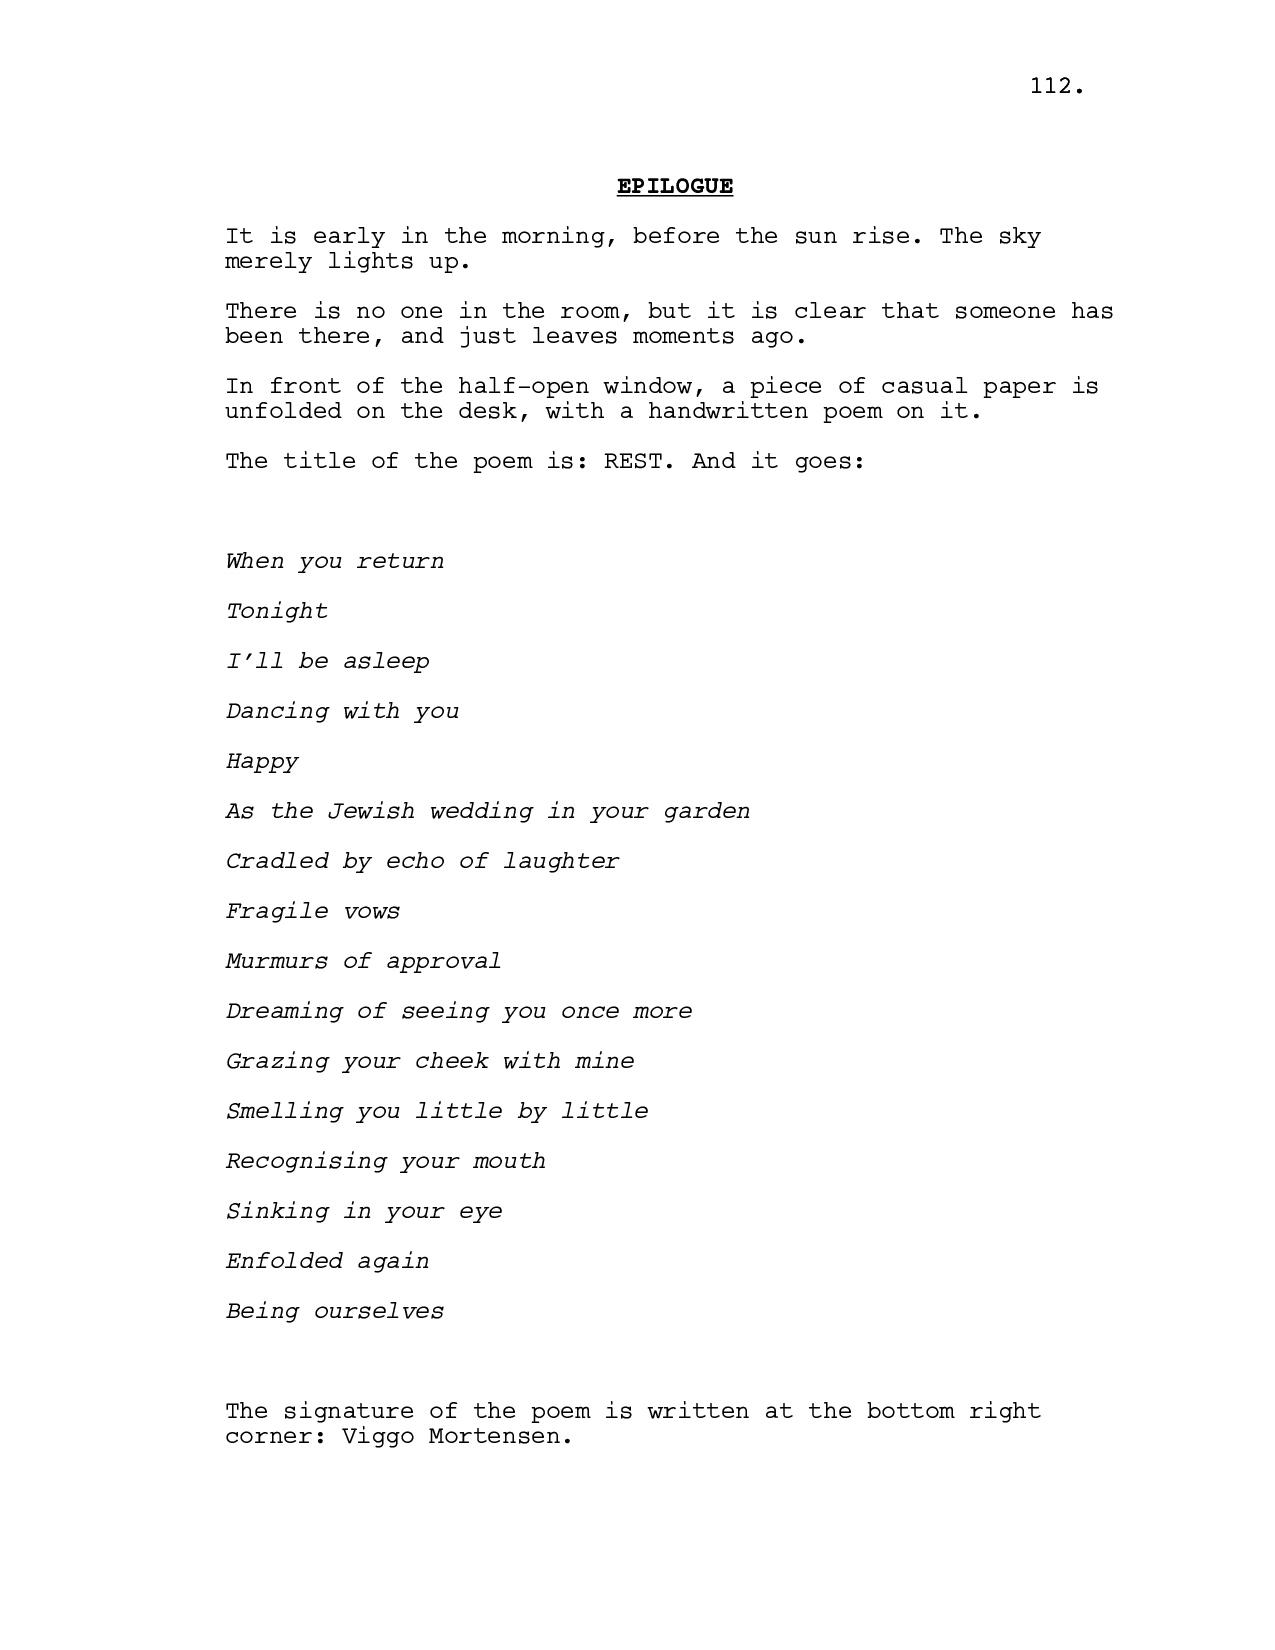 112.
EPILOGUE
It is early in the morning, before the sun rise. The sky
merely lights up.
There is no one in the room, but it is clear that someone has
been there, and just leaves moments ago.
In front of the half-open window, a piece of casual paper is
unfolded on the desk, with a handwritten poem on it.
The title of the poem is: REST. And it goes:
When you return
Tonight
I'll be asleep
Dancing with you
Happy
As the Jewish wedding in your garden
Cradled by echo of laughter
Fragile vows
Murmurs of approval
Dreaming of seeing you once more
Grazing your cheek with mine
Smelling you little by little
Recognising your mouth
Sinking in your eye
Enfolded again
Being ourselves
The signature of the poem is written at the bottom right
corner: Viggo Mortensen.